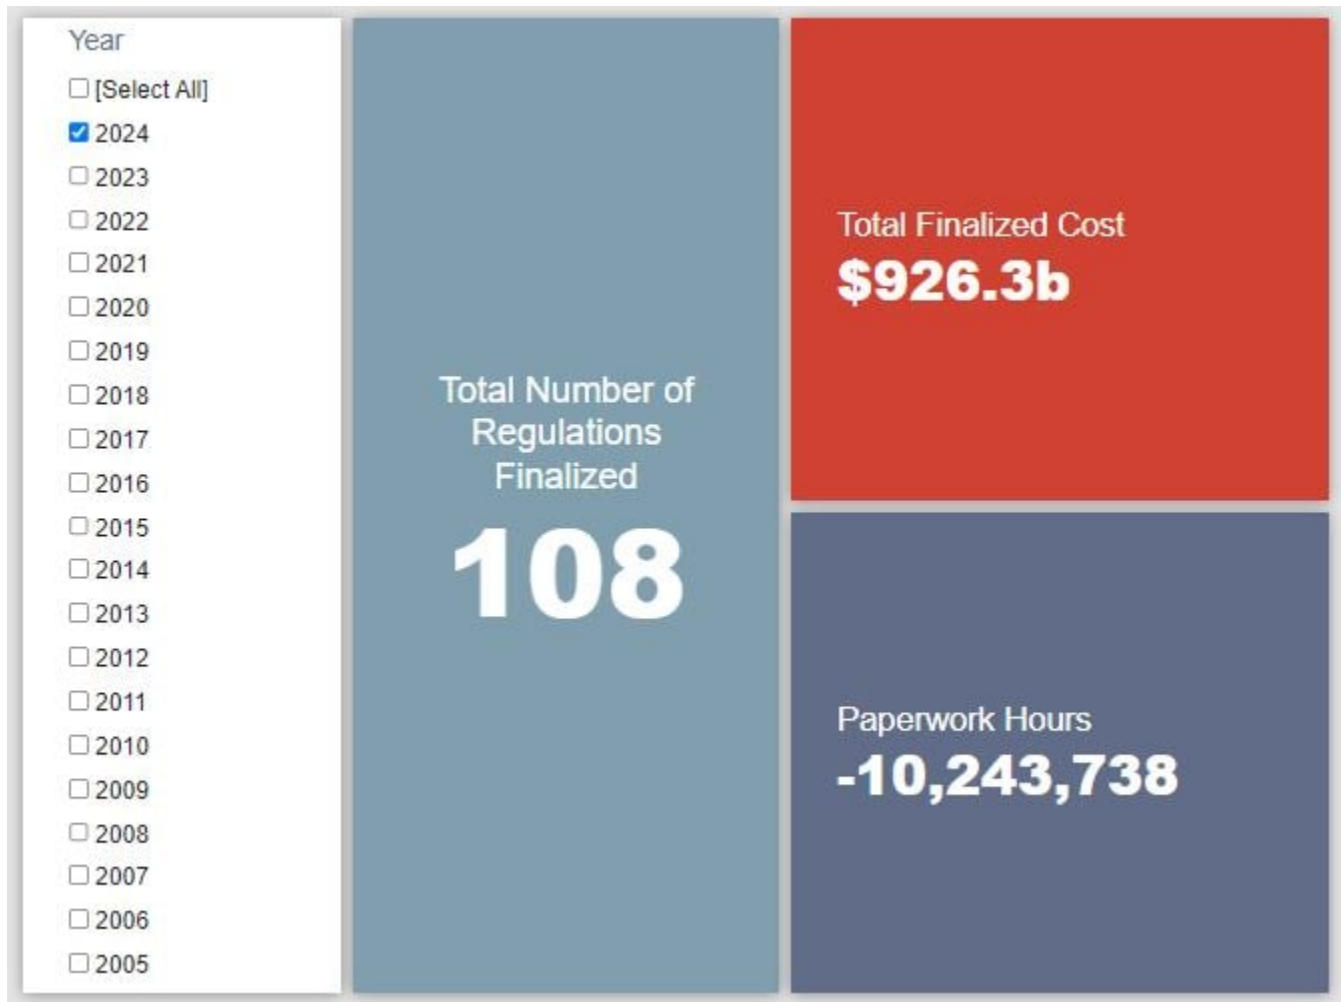 Year
[Select All]
2024
2023
2022
2021
2020
2019
2018
2017
2016
2015
2014
2013
2012
2011
2010
2009
2008
2007
2006
2005
Total Number of
Regulations
Finalized
108
Total Finalized Cost
$926.3b
Paperwork Hours
-10,243,738